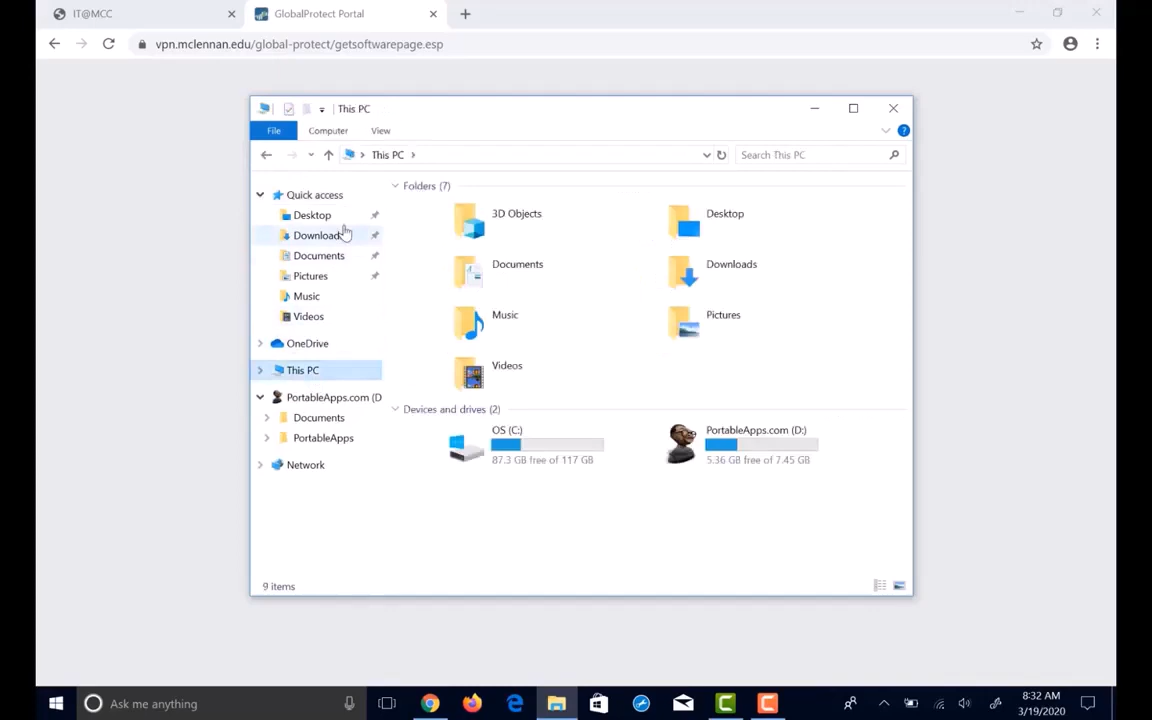 IT@MCC
GlobalProtect Portal
vpn.mclennan.edu/global-protect/getsoftwarepage.esp
This PC
File Computer View
This PC
Search This PC
Quick access
Desktop
Downloads
Documents
Pictures
Music
Videos
OneDrive
This PC
PortableApps.com (D
Documents
PortableApps
Network
Folders (7)
3D Objects
Desktop
Documents
Downloads
Music
Pictures
Videos
Devices and drives (2)
OS (C:)
87.3 GB free of 117 GB
PortableApps.com (D:)
5.36 GB free of 7.45 GB
9 items
Ask me anything
8:32 AM
3/19/2020